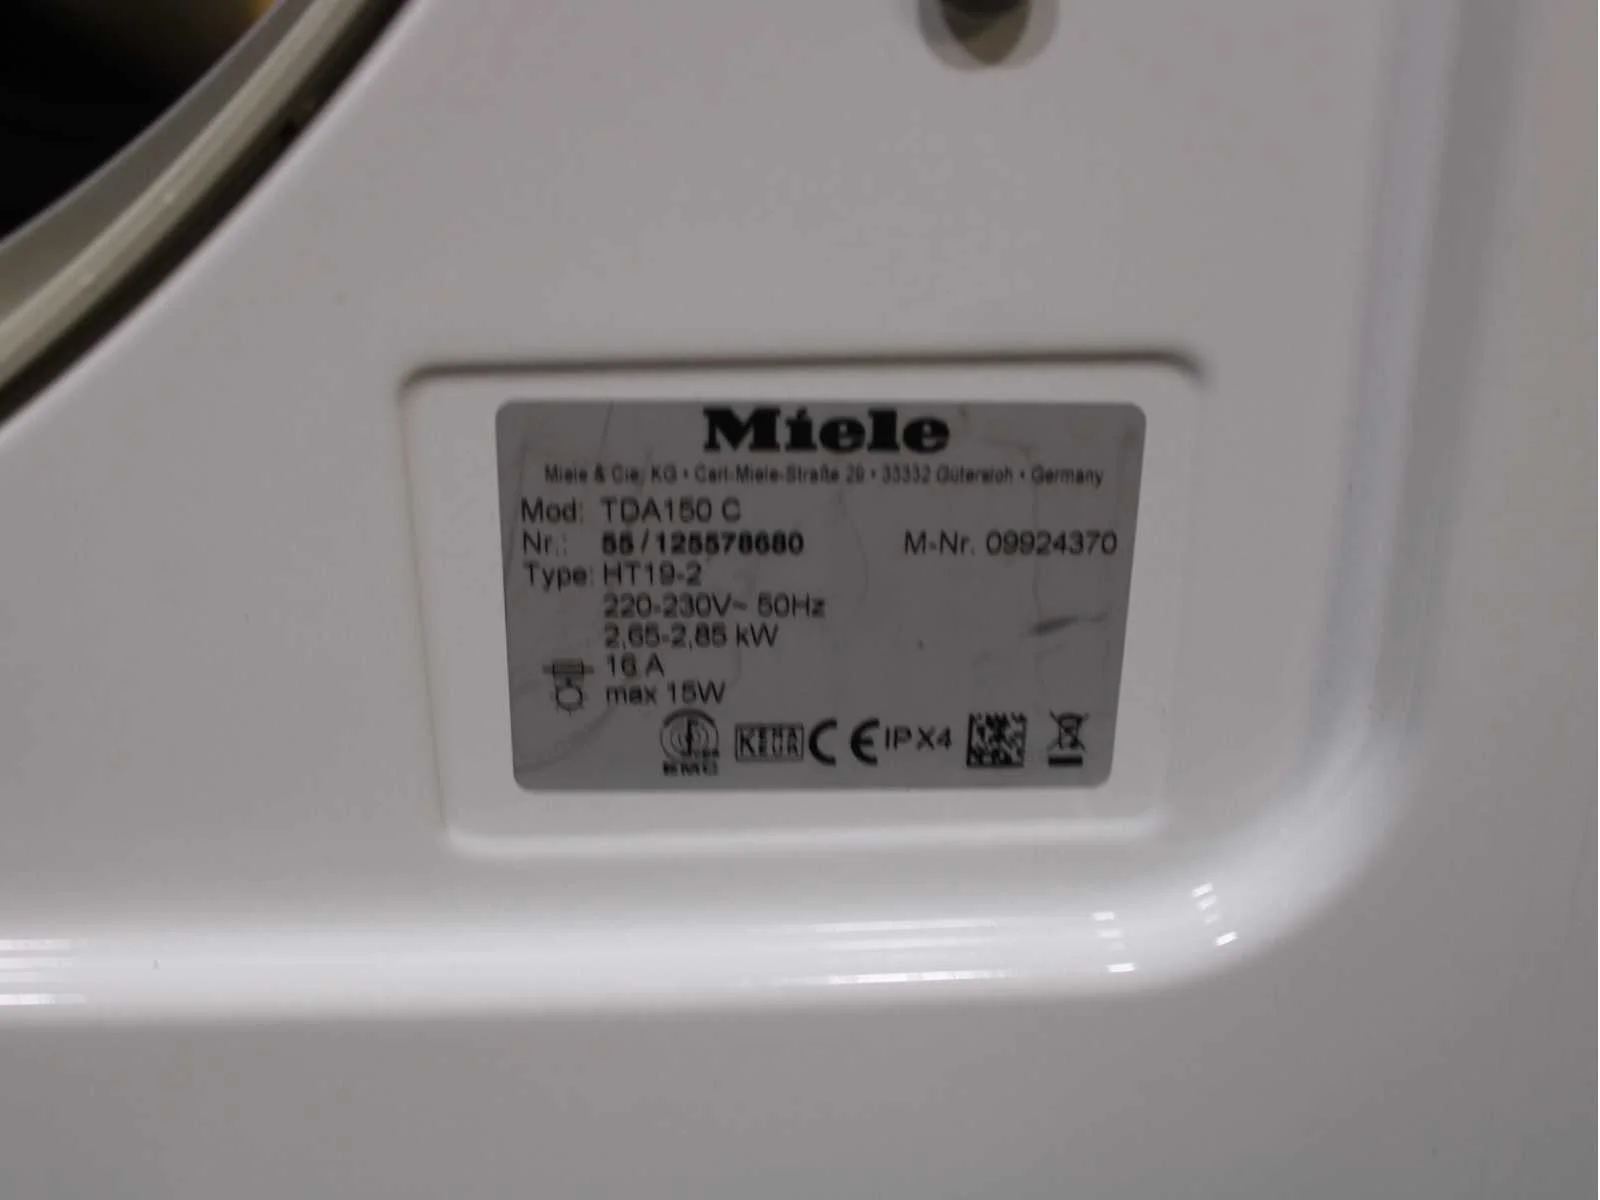 Miele
Miele & Cie. KG • Carl-Miele-Straße 29 • 33332 Gütersloh • Germany
Mod: TDA150 C
Nr.: 55/125578680 M-Nr. 09924370
Type: HT19-2
220-230V~ 50Hz
2,65-2,85 kW
16 A
max 15W
EMC KEMA KEUR CE IPX4